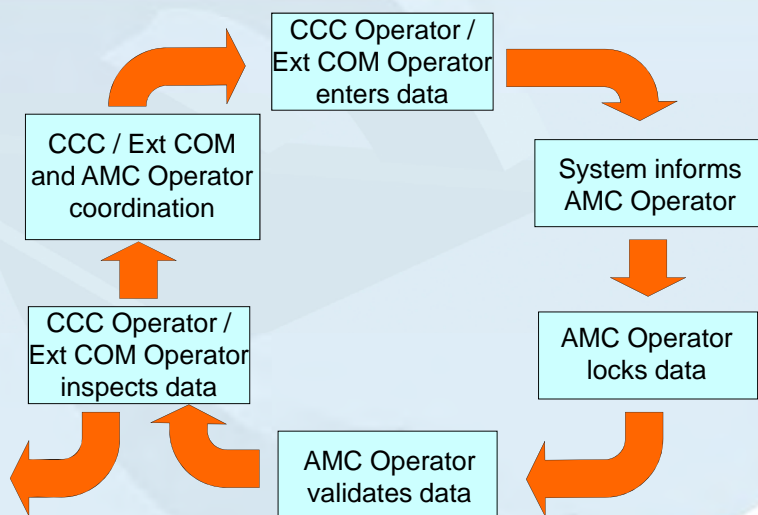 CCC Operator /
Ext COM Operator
enters data
CCC / Ext COM
and AMC Operator
coordination
System informs
AMC Operator
CCC Operator /
Ext COM Operator
inspects data
AMC Operator
locks data
AMC Operator
validates data